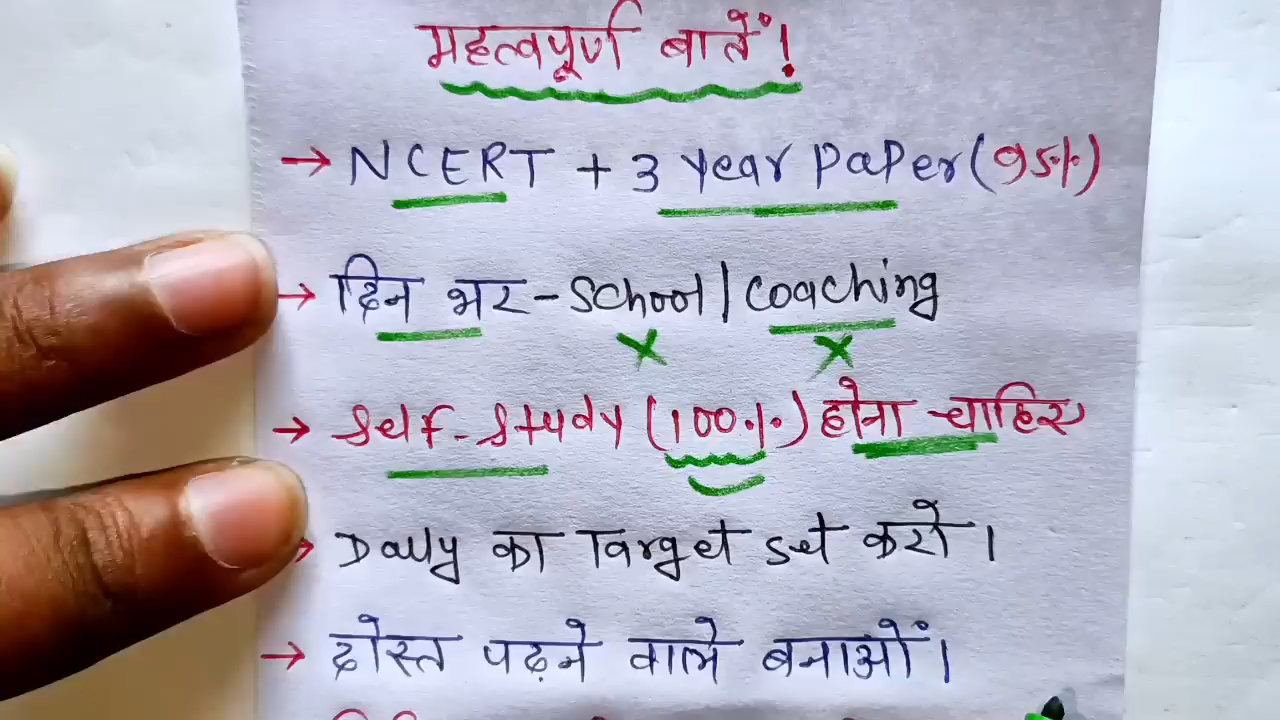 महत्वपूर्ण बातें!
→ NCERT + 3 Year PaPer (95%)
→ दिन भर - School | Coaching
x x
→ Self-Study (100%) होना चाहिए
→ Daily का Target set करो।
→ दोस्त पढ़ने वाले बनाओं।